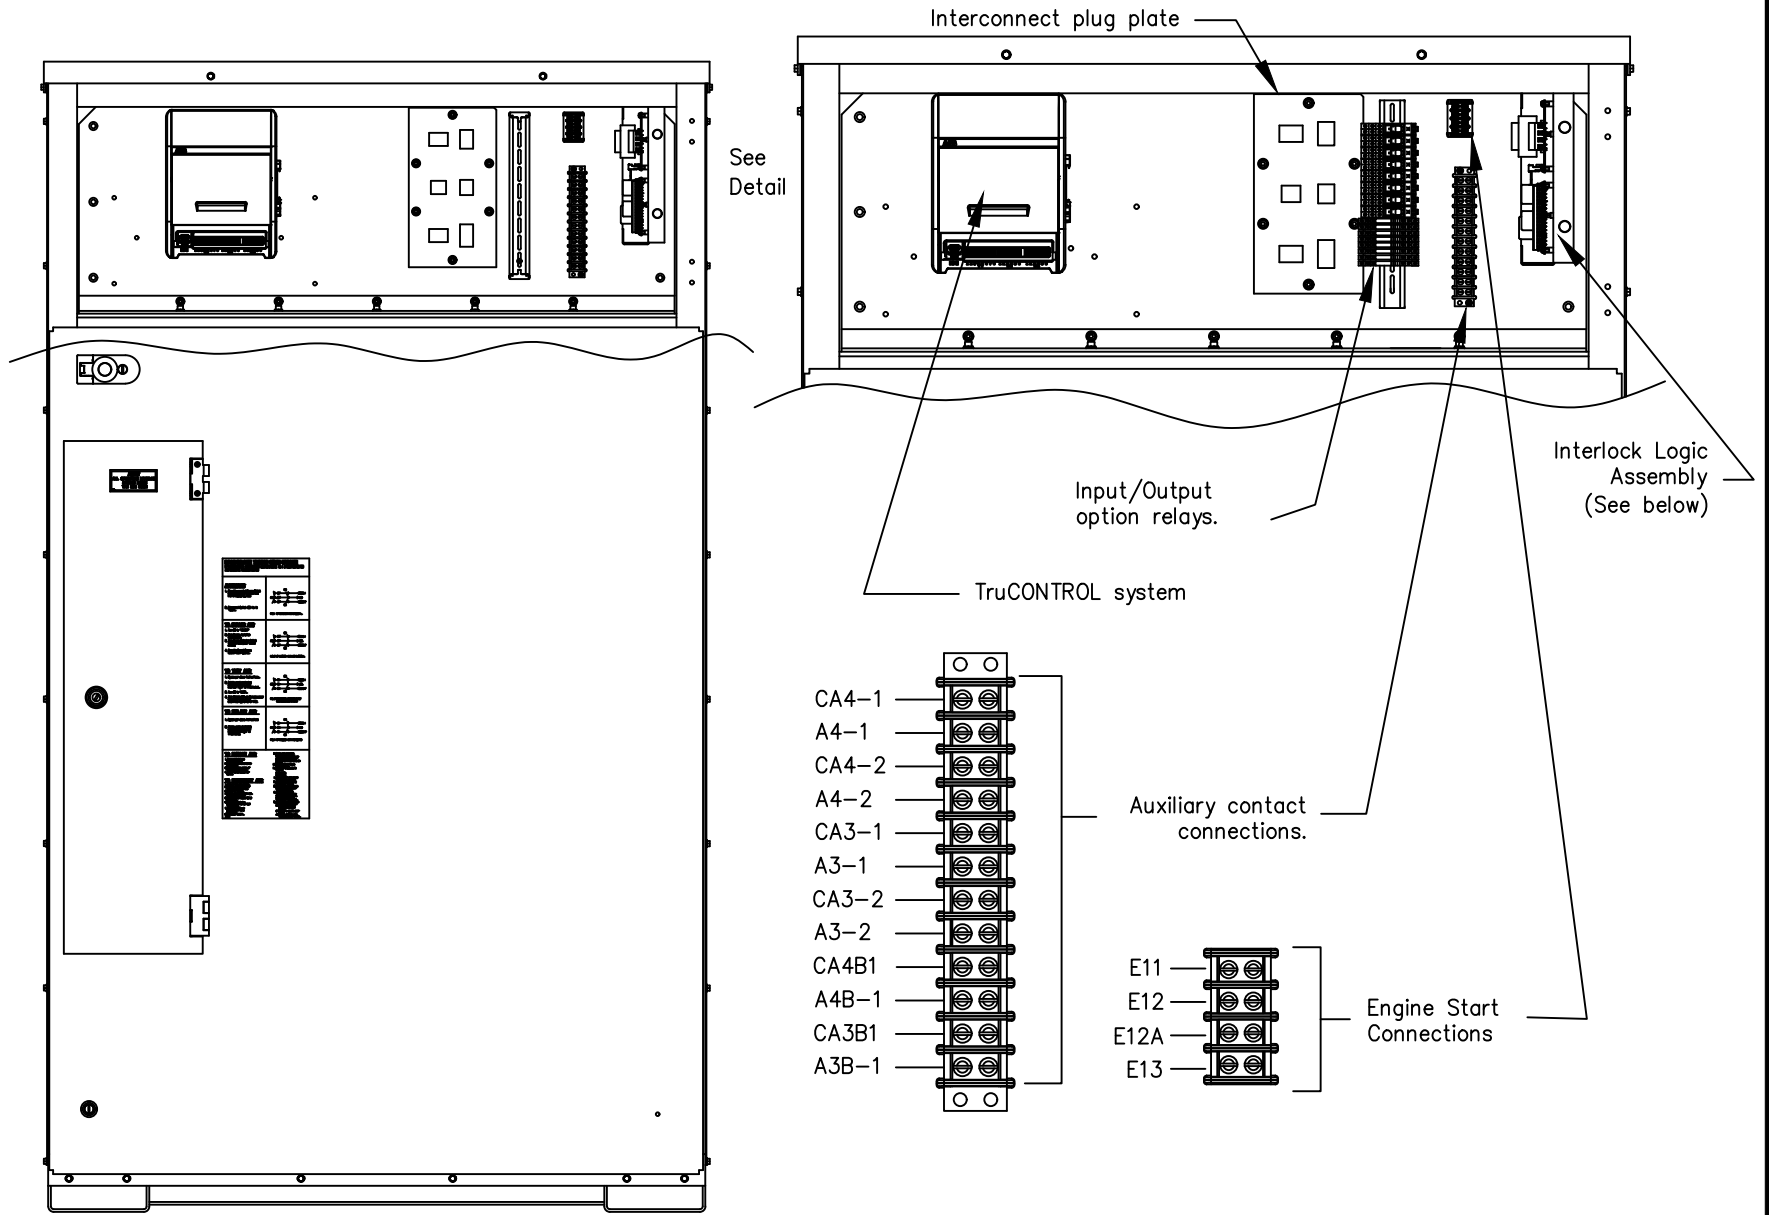 Interconnect plug plate
See
Detail
Interlock Logic
Assembly
(See below)
Input/Output
option relays.
TruCONTROL system
CA4-1
A4-1
CA4-2
A4-2
CA3-1
A3-1
CA3-2
A3-2
CA4B1
A4B-1
CA3B1
A3B-1
Auxiliary contact
connections.
E11
E12
E12A
E13
Engine Start
Connections